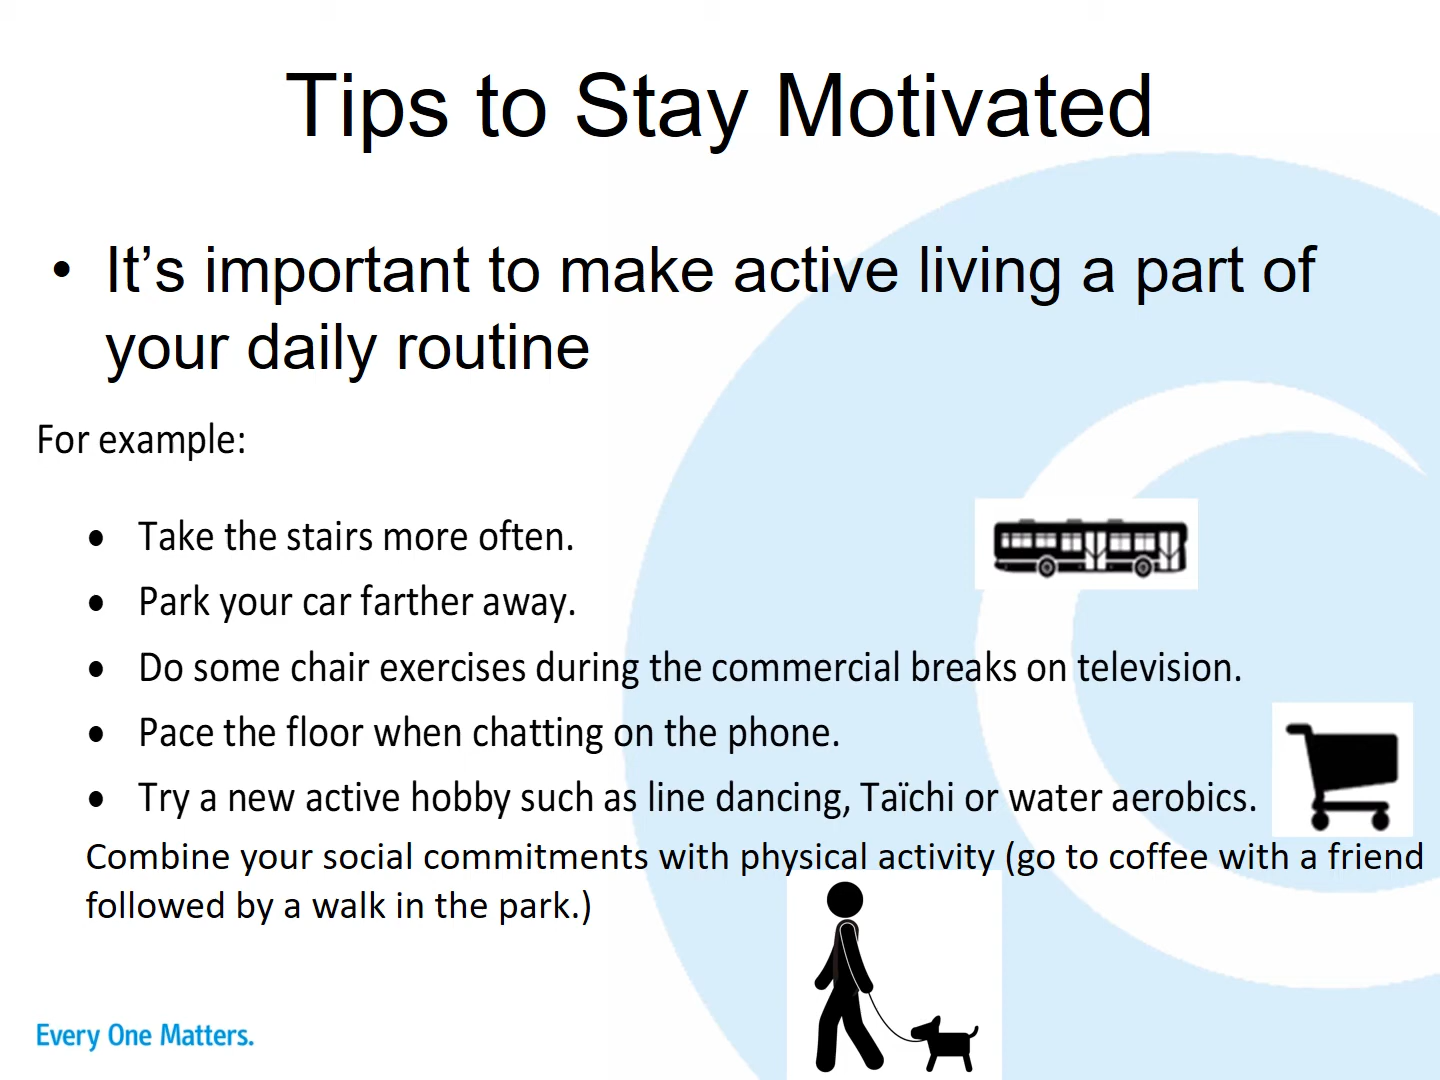 Tips to Stay Motivated
• It’s important to make active living a part of
your daily routine
For example:
• Take the stairs more often.
• Park your car farther away.
• Do some chair exercises during the commercial breaks on television.
• Pace the floor when chatting on the phone.
• Try a new active hobby such as line dancing, Taïchi or water aerobics.
Combine your social commitments with physical activity (go to coffee with a friend
followed by a walk in the park.)
Every One Matters.